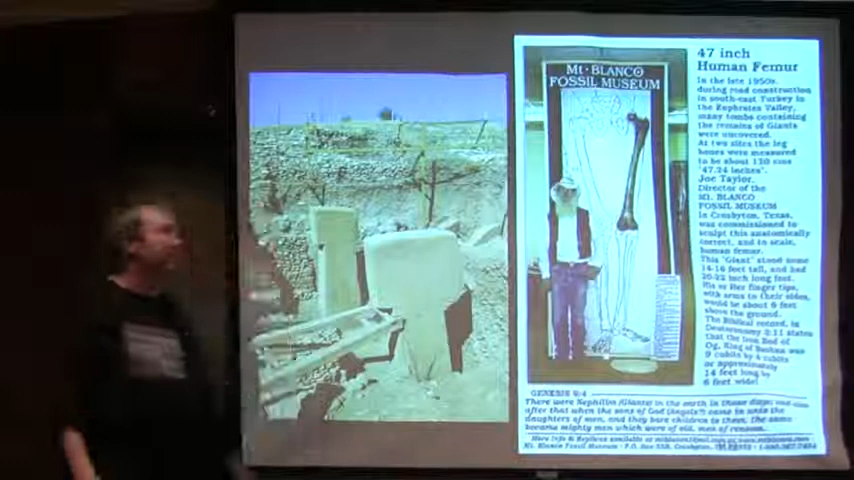 47 inch
Human Femur
Mt. BLANCO
FOSSIL MUSEUM
In the late 1950s,
during road construction
in south-east Turkey in
the Euphrates Valley,
many tombs containing
the remains of Giants
were uncovered.
At two sites the leg
bones were measured
to be about 120 cms
"47.24 inches".
Joe Taylor,
Director of the
Mt. BLANCO
FOSSIL MUSEUM
in Crosbyton, Texas,
was commissioned to
sculpt this anatomically
correct, and to scale,
human femur.
This "Giant" stood some
14-16 feet tall, and had
20-22 inch long feet.
His or Her finger tips,
with arms to their sides,
would be about 6 feet
above the ground.
The Biblical record, in
Deuteronomy 3:11 states
that the Iron Bed of
Og, King of Bashan was
9 cubits by 4 cubits
or approximately
14 feet long by
6 feet wide!
GENESIS 6:4
There were Nephilim (Giants) in the earth in those days; and also
after that when the sons of God (Angels?) came in unto the
daughters of men, and they bare children to them, the same
became mighty men which were of old, men of renown.
More Info & Replicas available at
Mt. Blanco Fossil Museum • P.O. Box 559, Crosbyton, TX